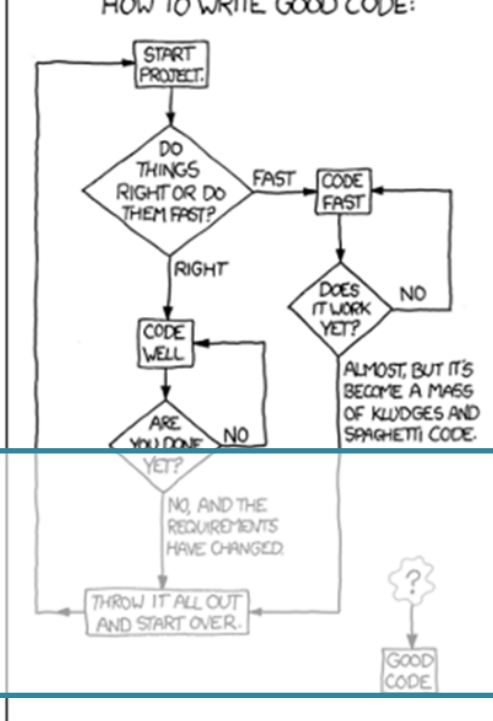 HOW TO WRITE GOOD CODE:
START
PROJECT.
DO
THINGS
RIGHT OR DO
THEM FAST?
FAST
CODE
FAST
RIGHT
DOES
IT WORK
YET?
NO
CODE
WELL
ALMOST, BUT IT'S
BECOME A MASS
OF KLUDGES AND
SPAGHETTI CODE.
ARE
YOU DONE
YET?
NO
NO, AND THE
REQUIREMENTS
HAVE CHANGED.
THROW IT ALL OUT
AND START OVER.
?
GOOD
CODE